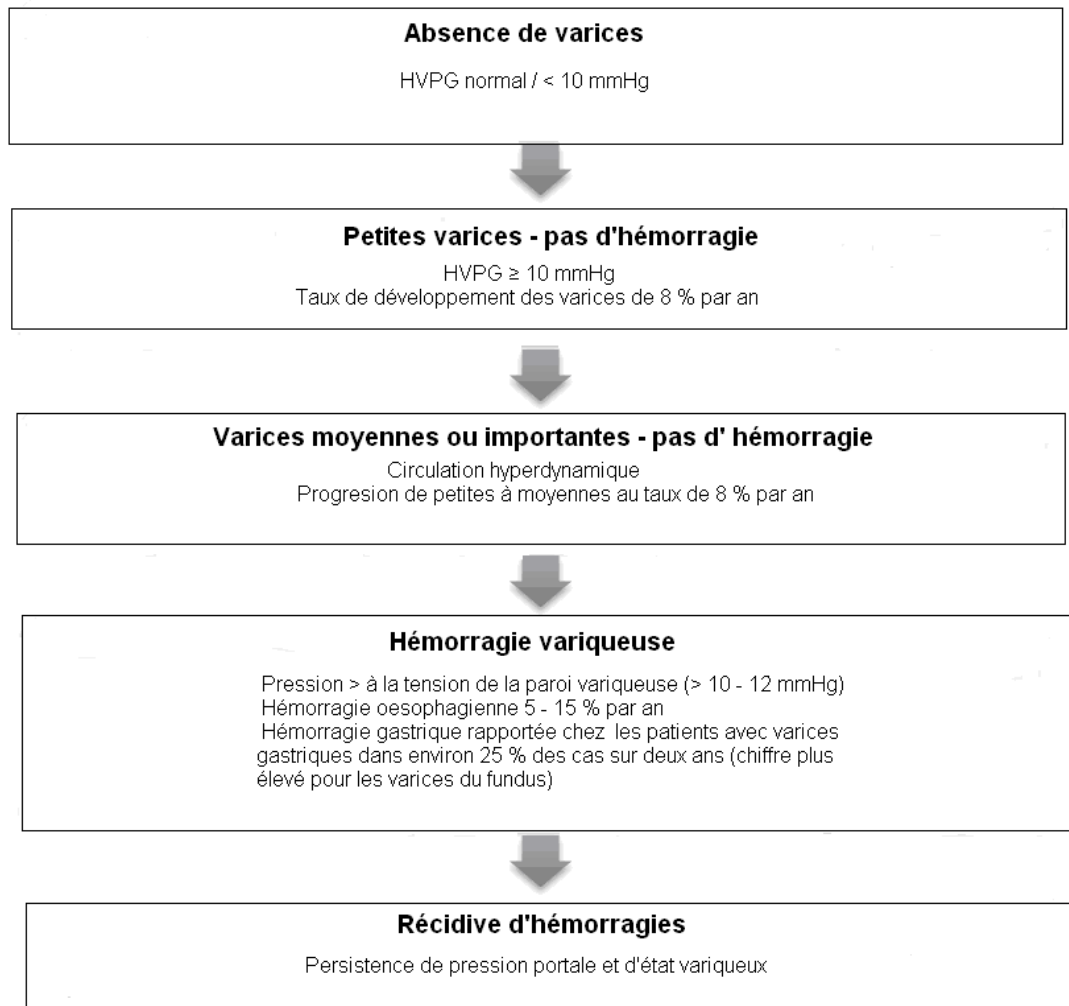 Absence de varices
HVPG normal / < 10 mmHg
Petites varices - pas d'hémorragie
HVPG ≥ 10 mmHg
Taux de développement des varices de 8 % par an
Varices moyennes ou importantes - pas d' hémorragie
Circulation hyperdynamique
Progresion de petites à moyennes au taux de 8 % par an
Hémorragie variqueuse
Pression > à la tension de la paroi variqueuse (> 10 - 12 mmHg)
Hémorragie oesophagienne 5 - 15 % par an
Hémorragie gastrique rapportée chez les patients avec varices
gastriques dans environ 25 % des cas sur deux ans (chiffre plus
élevé pour les varices du fundus)
Récidive d'hémorragies
Persistence de pression portale et d'état variqueux